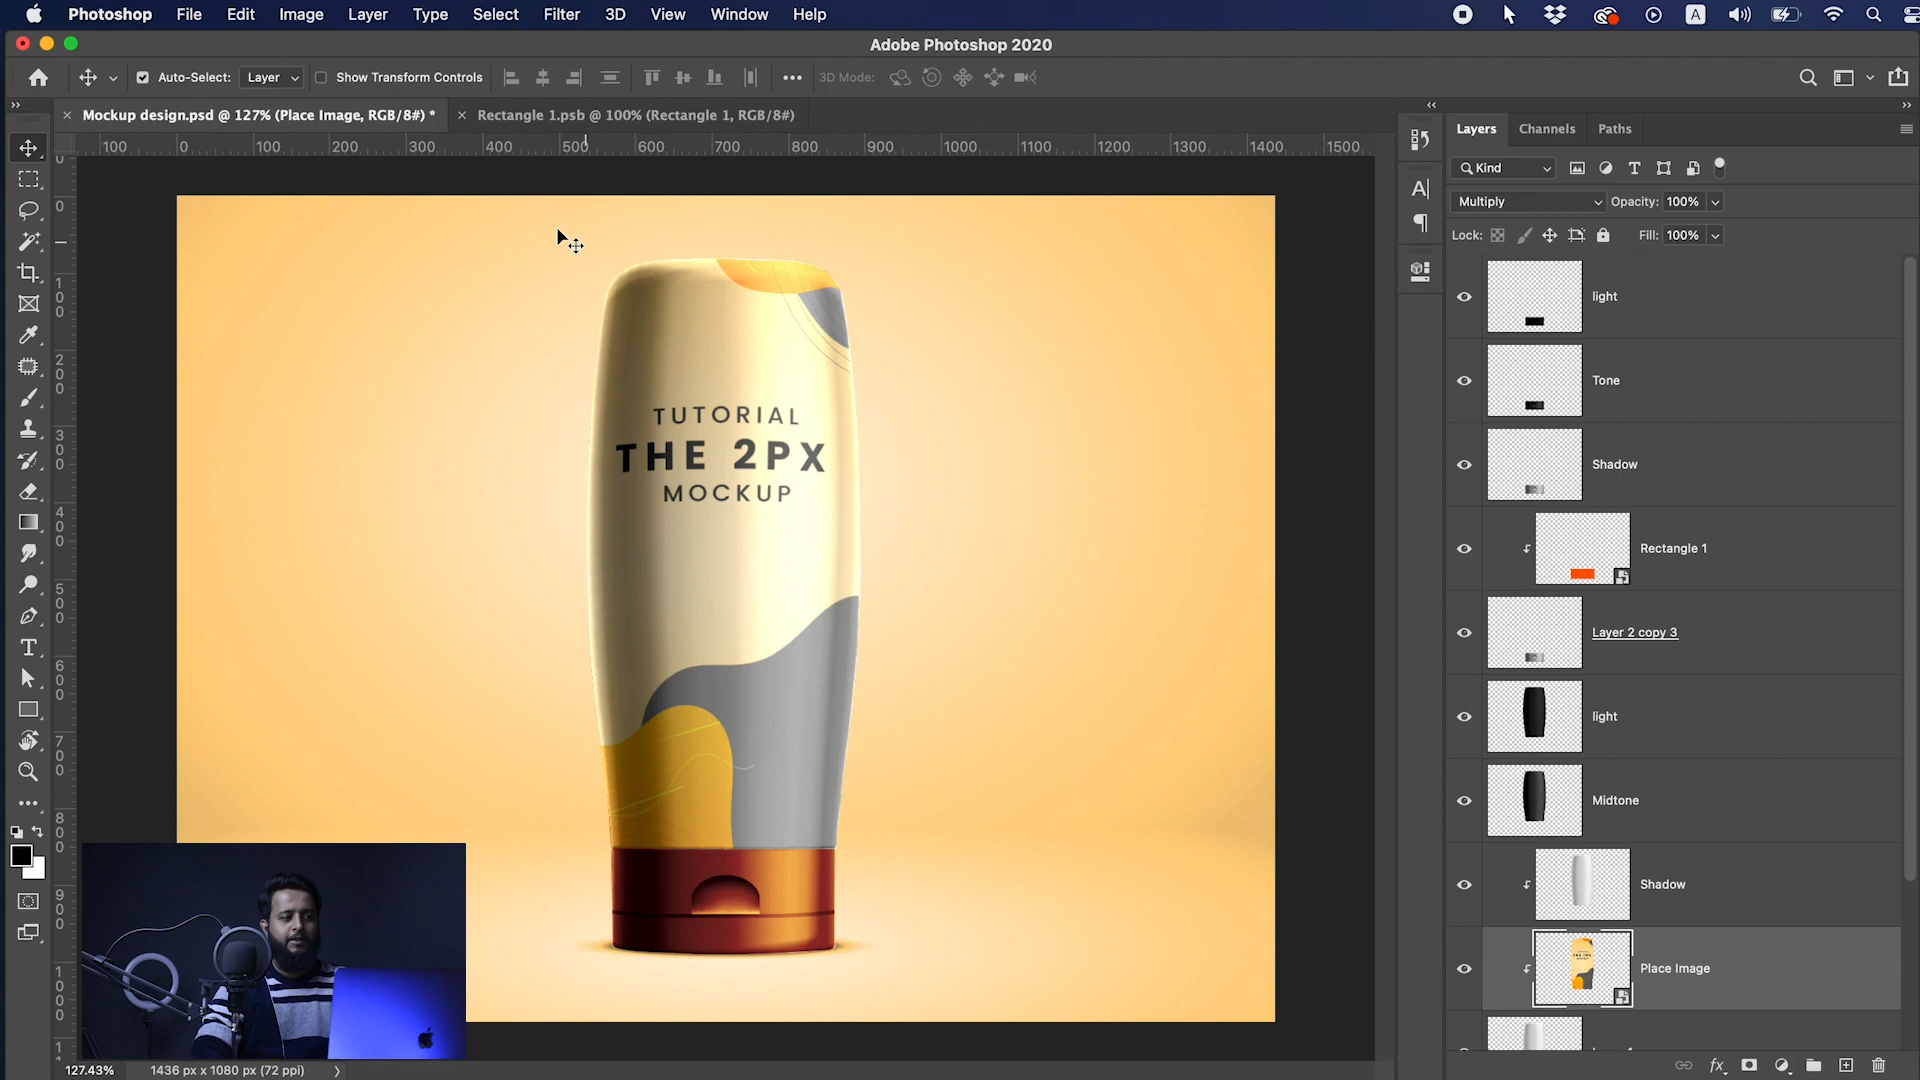 Photoshop File Edit Image Layer Type Select Filter 3D View Window Help A
Adobe Photoshop 2020
Auto-Select: Layer Show Transform Controls 3D Mode:
Mockup design.psd @ 127% (Place Image, RGB/8#) * Rectangle 1.psb @ 100% (Rectangle 1, RGB/8#)
100 0 100 200 300 400 500 600 700 800 900 1000 1100 1200 1300 1400 1500
0
100
200
300
400
500
600
700
800
900
1000
TUTORIAL
THE 2PX
MOCKUP
127.43% 1436 px x 1080 px (72 ppi)
Layers Channels Paths
Kind
Multiply Opacity: 100%
Lock: Fill: 100%
light
Tone
Shadow
Rectangle 1
Layer 2 copy 3
light
Midtone
Shadow
Place Image
fx